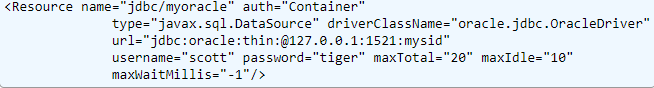 <Resource name="jdbc/myoracle" auth="Container"
type="javax.sql.DataSource" driverClassName="oracle.jdbc.OracleDriver"
url="jdbc:oracle:thin:@127.0.0.1:1521:mysid"
username="scott" password="tiger" maxTotal="20" maxIdle="10"
maxWaitMillis="-1"/>